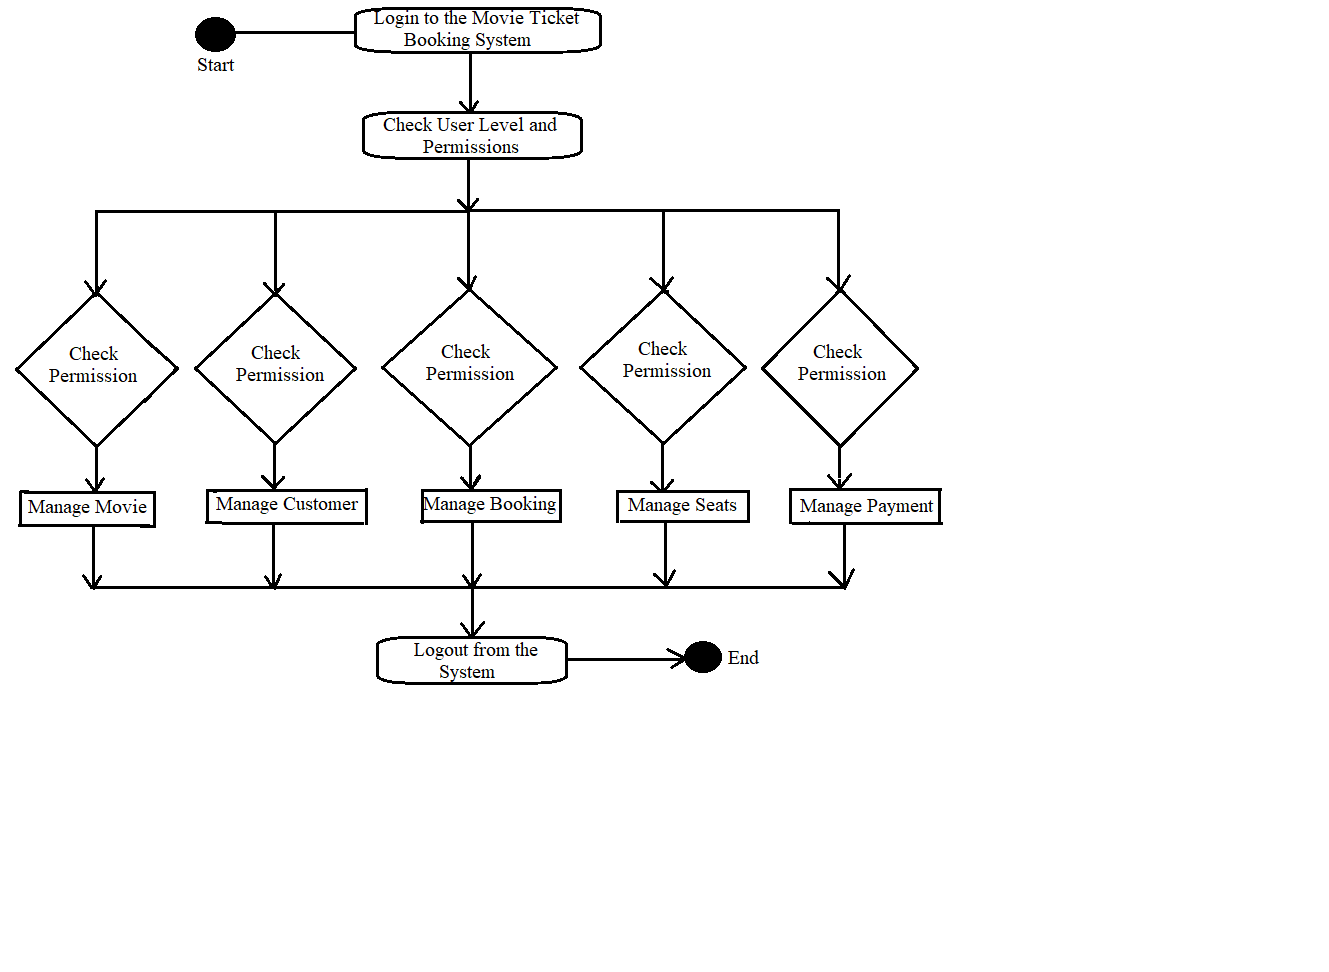 Login to the Movie Ticket
Booking System
Start
Check User Level and
Permissions
Check
Permission
Check
Permission
Check
Permission
Check
Permission
Check
Permission
Manage Movie
Manage Customer
Manage Booking
Manage Seats
Manage Payment
Logout from the
System
End